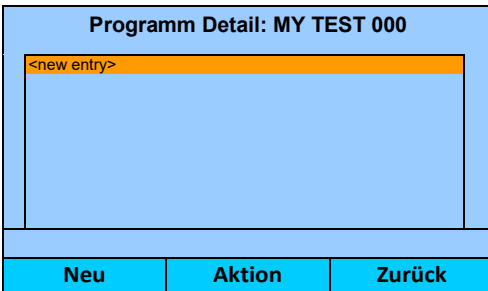 Programm Detail: MY TEST 000
<new entry>
Neu Aktion Zurück